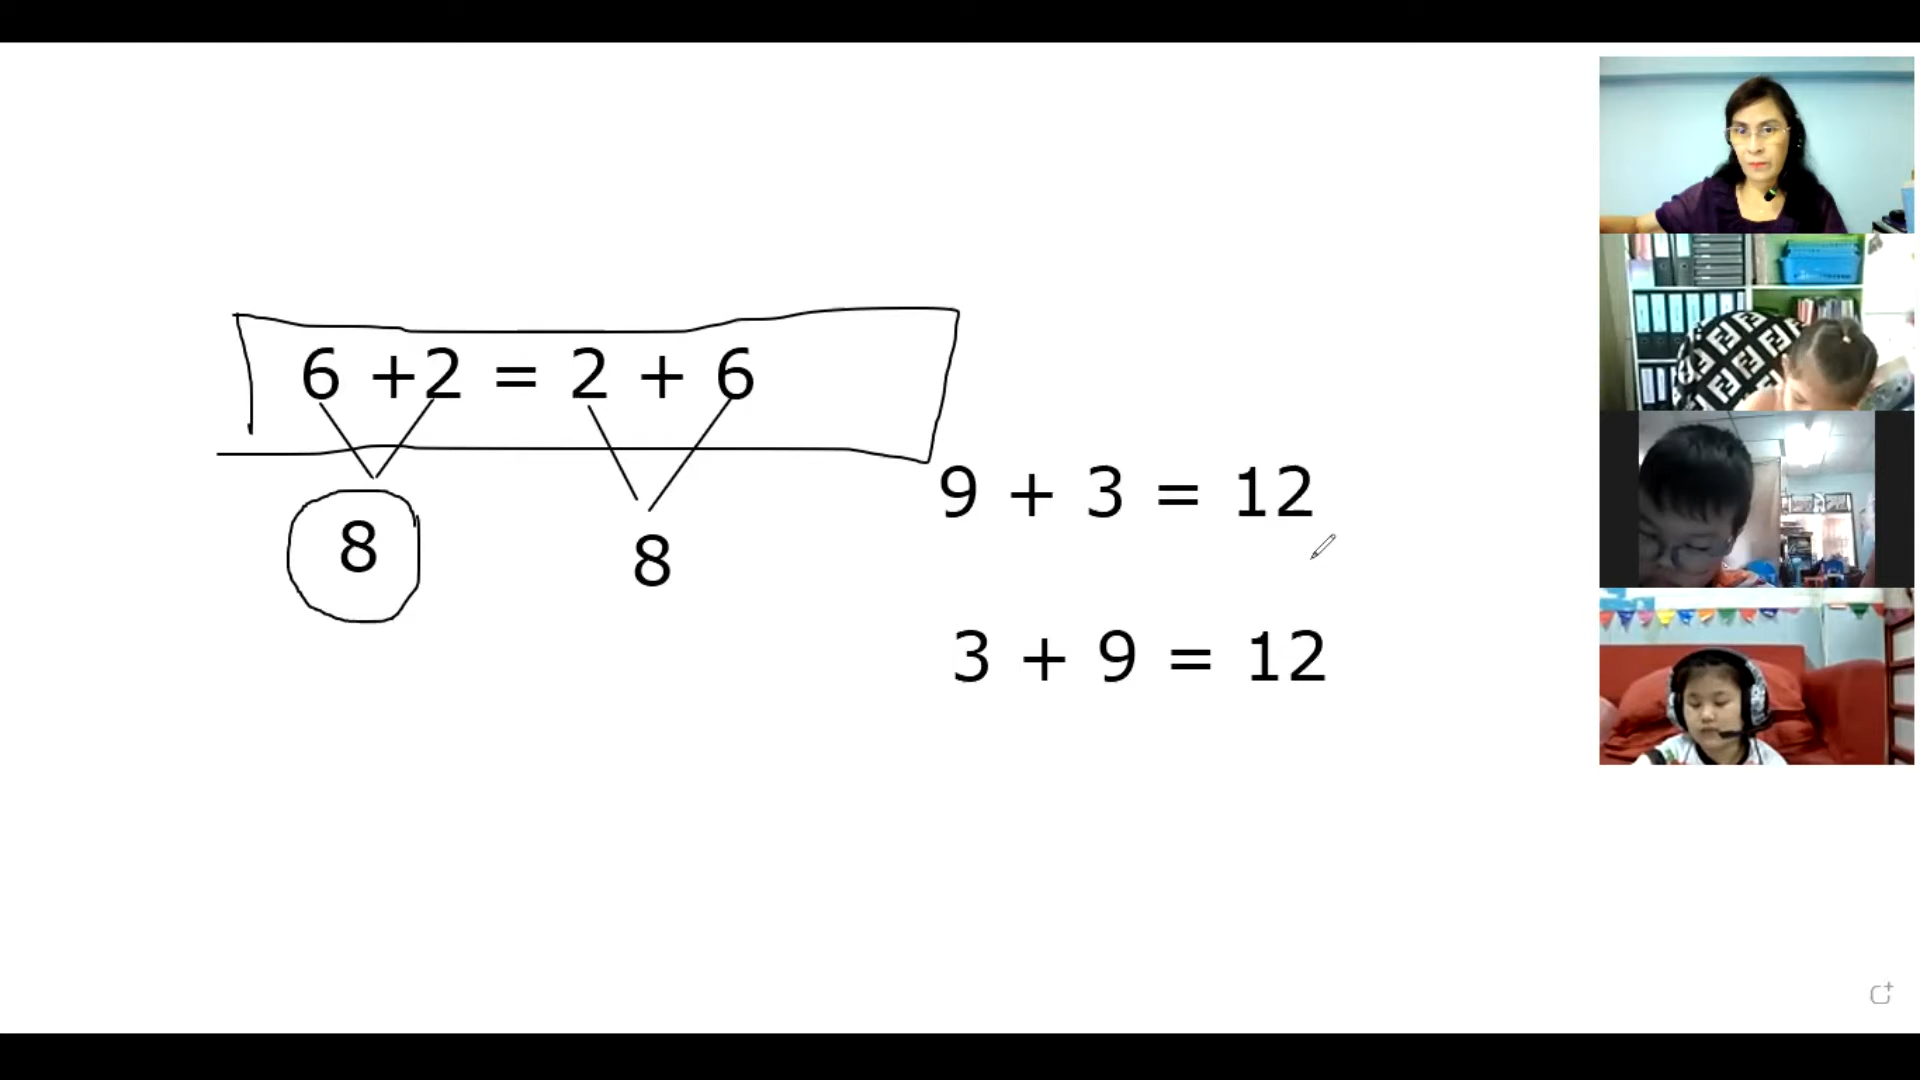 6 +2 = 2 + 6
8
8
9 + 3 = 12
3 + 9 = 12